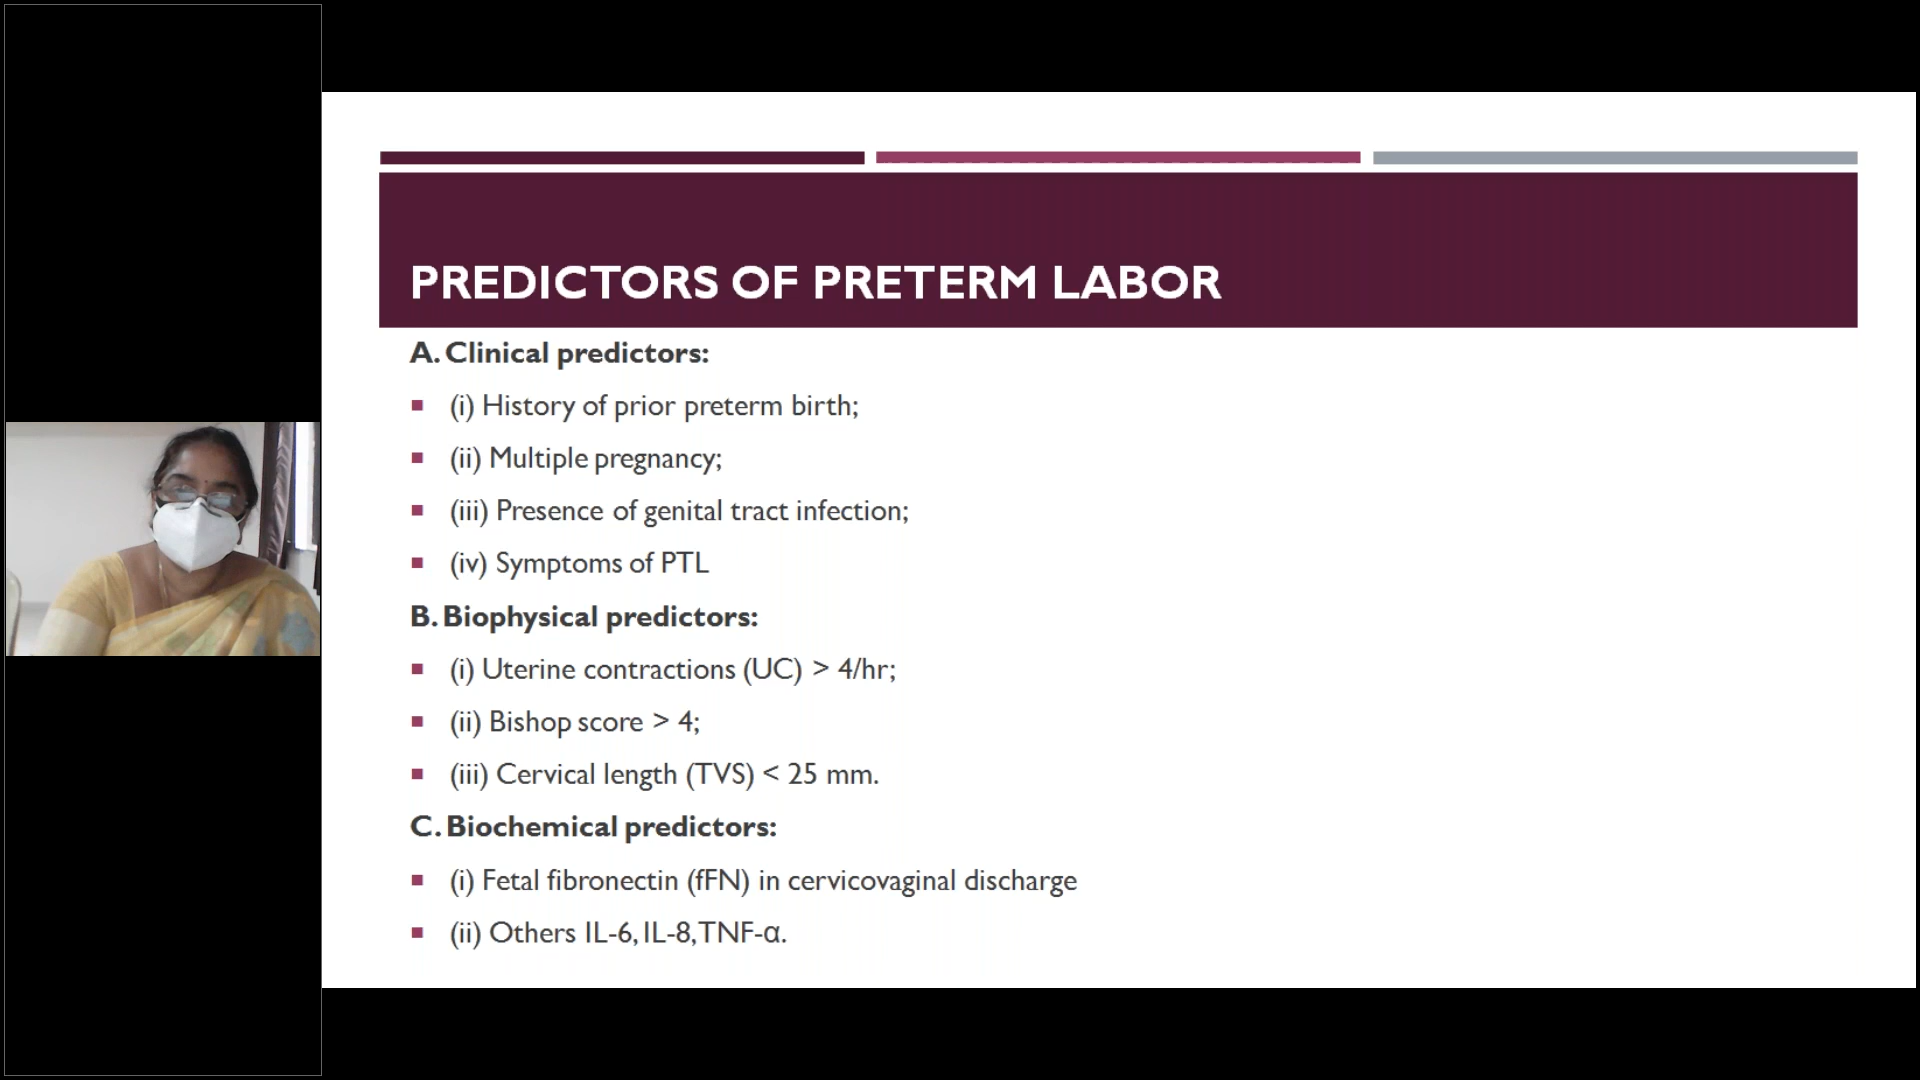 PREDICTORS OF PRETERM LABOR
A. Clinical predictors:
(i) History of prior preterm birth;
(ii) Multiple pregnancy;
(iii) Presence of genital tract infection;
(iv) Symptoms of PTL
B. Biophysical predictors:
(i) Uterine contractions (UC) > 4/hr;
(ii) Bishop score > 4;
(iii) Cervical length (TVS) < 25 mm.
C. Biochemical predictors:
(i) Fetal fibronectin (fFN) in cervicovaginal discharge
(ii) Others IL-6, IL-8, TNF-α.